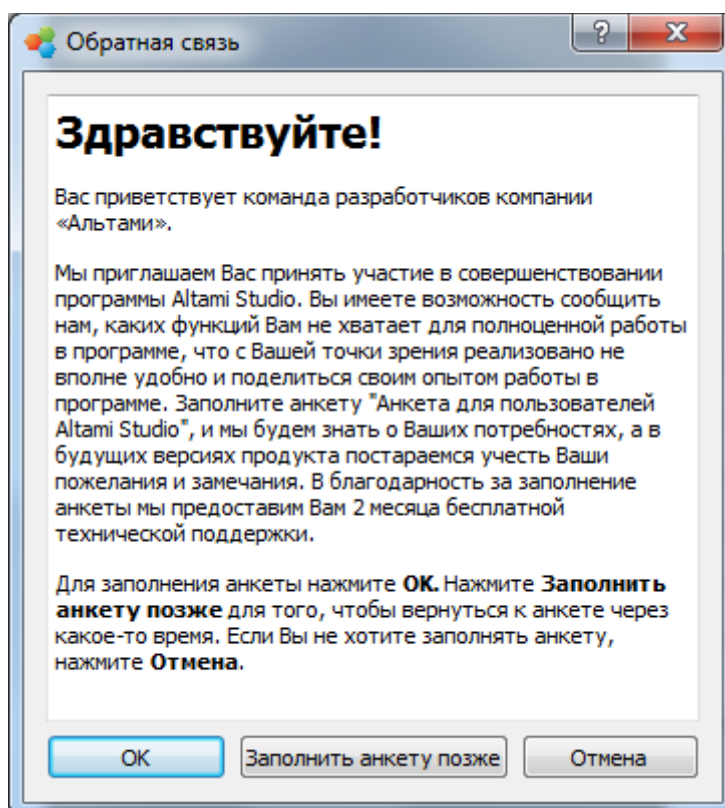 Обратная связь
?
X
Здравствуйте!
Вас приветствует команда разработчиков компании
«Альтами».
Мы приглашаем Вас принять участие в совершенствовании
программы Altami Studio. Вы имеете возможность сообщить
нам, каких функций Вам не хватает для полноценной работы
в программе, что с Вашей точки зрения реализовано не
вполне удобно и поделиться своим опытом работы в
программе. Заполните анкету "Анкета для пользователей
Altami Studio", и мы будем знать о Ваших потребностях, а в
будущих версиях продукта постараемся учесть Ваши
пожелания и замечания. В благодарность за заполнение
анкеты мы предоставим Вам 2 месяца бесплатной
технической поддержки.
Для заполнения анкеты нажмите OK. Нажмите Заполнить
анкету позже для того, чтобы вернуться к анкете через
какое-то время. Если Вы не хотите заполнять анкету,
нажмите Отмена.
OK Заполнить анкету позже Отмена